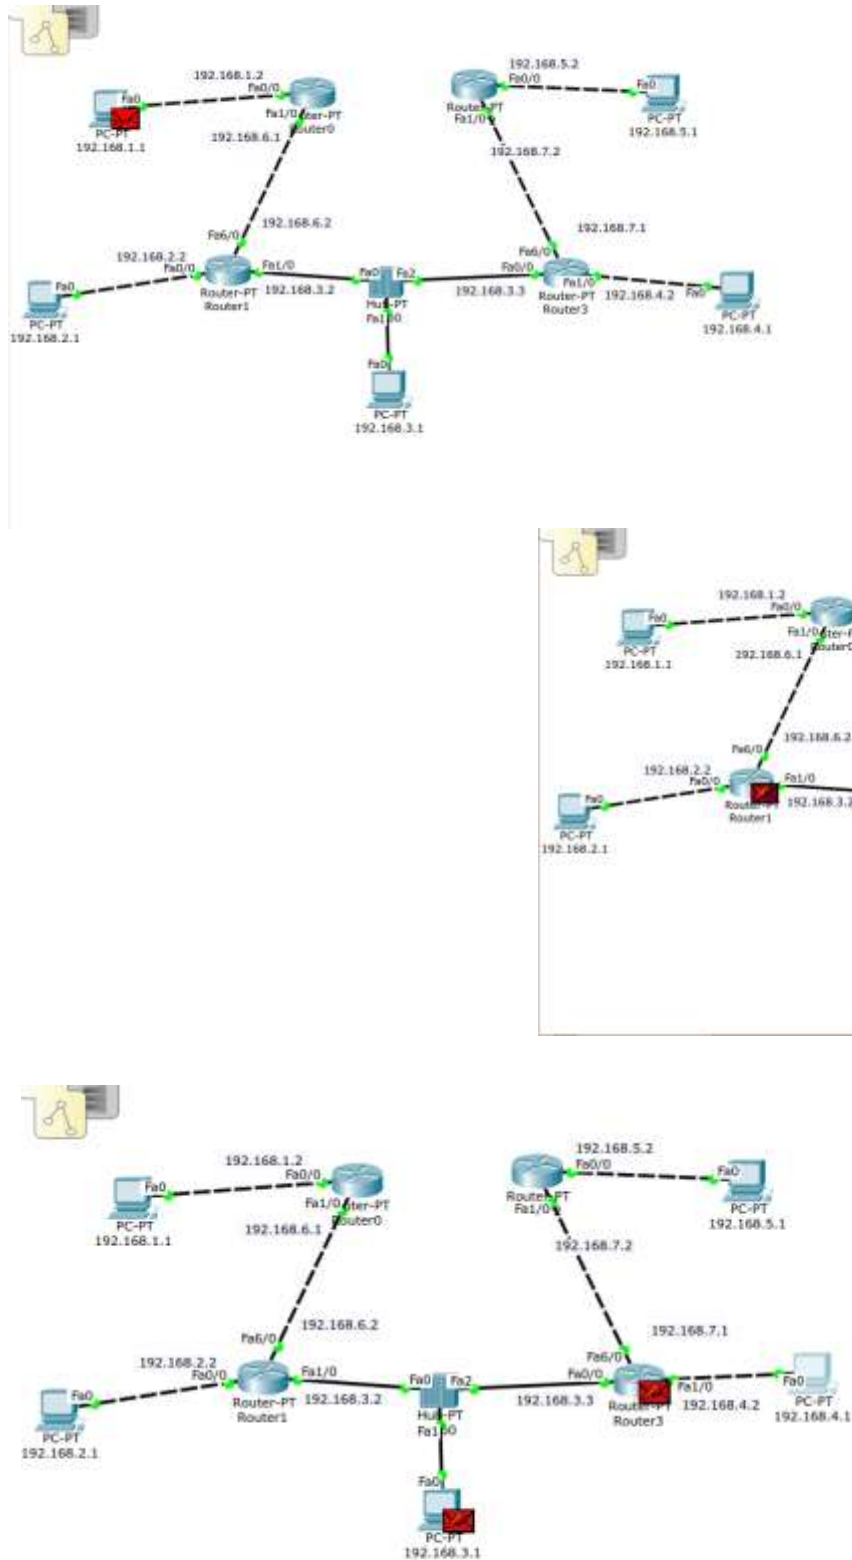 192.168.1.2
Fa0/0
Fa0
Fa1/0
Router0
PC-PT
192.168.1.1
192.168.6.1
192.168.5.2
Fa0/0
Fa0
Router-PT
Fa1/0
PC-PT
192.168.5.1
192.168.7.2
192.168.6.2
192.168.7.1
Fa6/0
Fa6/0
192.168.2.2
Fa0/0
Fa1/0
Fa0
Fa2
Fa0/0
Fa1/0
Fa0
Fa0
192.168.3.2
192.168.3.3
192.168.4.2
Router-PT
Router1
Hub-PT
Router-PT
Router3
PC-PT
192.168.4.1
PC-PT
192.168.2.1
Fa0
PC-PT
192.168.3.1
192.168.1.2
Fa0/0
Fa0
Fa1/0
PC-PT
192.168.1.1
192.168.6.1
192.168.6.2
Fa6/0
192.168.2.2
Fa0/0
Fa1/0
Fa0
192.168.3.2
Router1
PC-PT
192.168.2.1
192.168.1.2
Fa0/0
Fa0
Fa1/0
Router0
PC-PT
192.168.1.1
192.168.6.1
192.168.5.2
Fa0/0
Fa0
Router-PT
Fa1/0
PC-PT
192.168.5.1
192.168.7.2
192.168.6.2
192.168.7.1
Fa6/0
Fa6/0
192.168.2.2
Fa0/0
Fa1/0
Fa0
Fa2
Fa0/0
Fa1/0
Fa0
Fa0
192.168.3.2
192.168.3.3
192.168.4.2
Router-PT
Router1
Hub-PT
Router3
PC-PT
192.168.4.1
PC-PT
192.168.2.1
Fa0
PC-PT
192.168.3.1